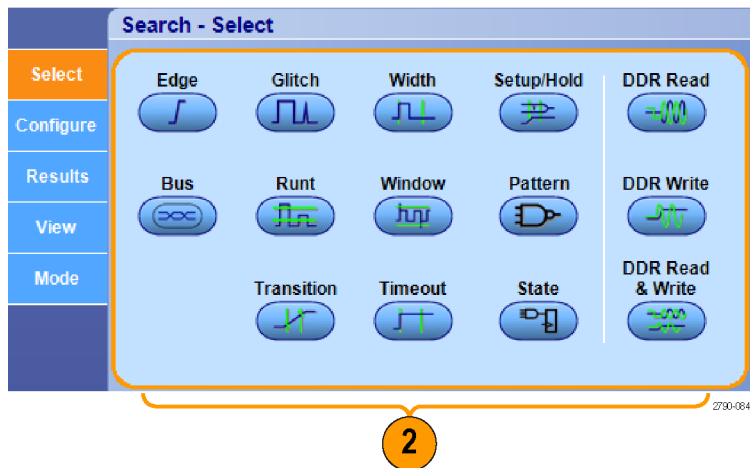 Search - Select
Select
Configure
Results
View
Mode
Edge
Glitch
Width
Setup/Hold
DDR Read
Bus
Runt
Window
Pattern
DDR Write
Transition
Timeout
State
DDR Read
& Write
2790-084
2